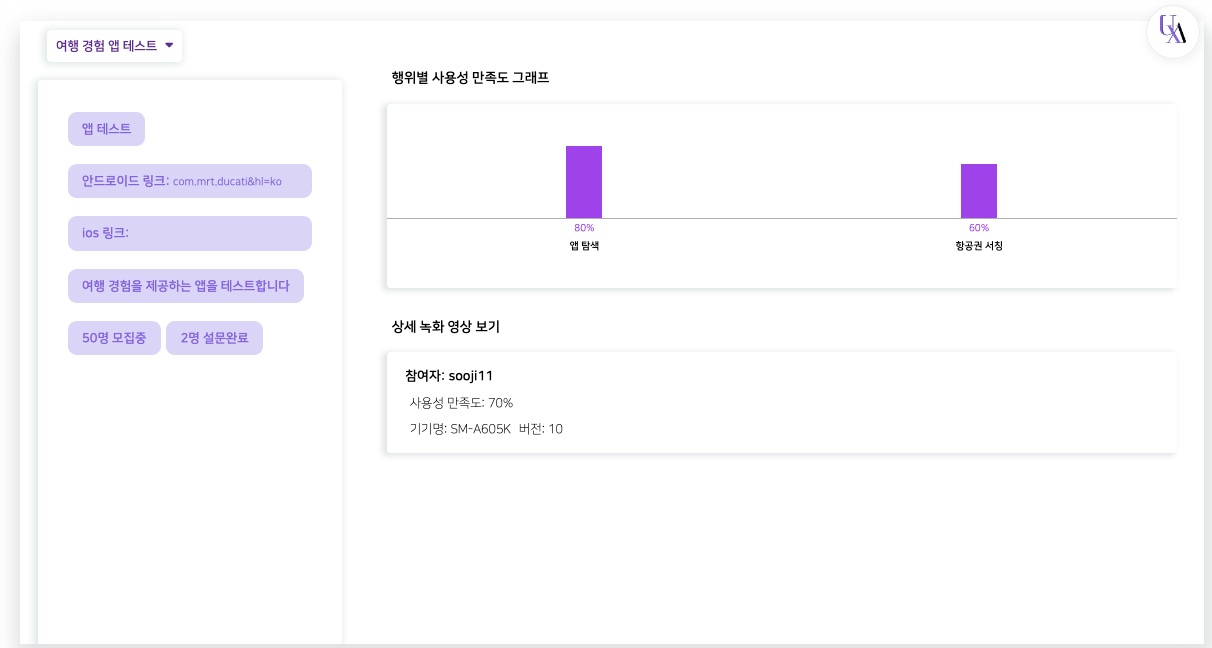 여행 경험 앱 테스트
UXA
앱 테스트
안드로이드 링크: com.mrt.ducati&hl=ko
ios 링크:
여행 경험을 제공하는 앱을 테스트합니다
50명 모집중 2명 설문완료
행위별 사용성 만족도 그래프
80% 60%
앱 탐색 항공권 서칭
상세 녹화 영상 보기
참여자: sooji11
사용성 만족도: 70%
기기명: SM-A605K 버전: 10